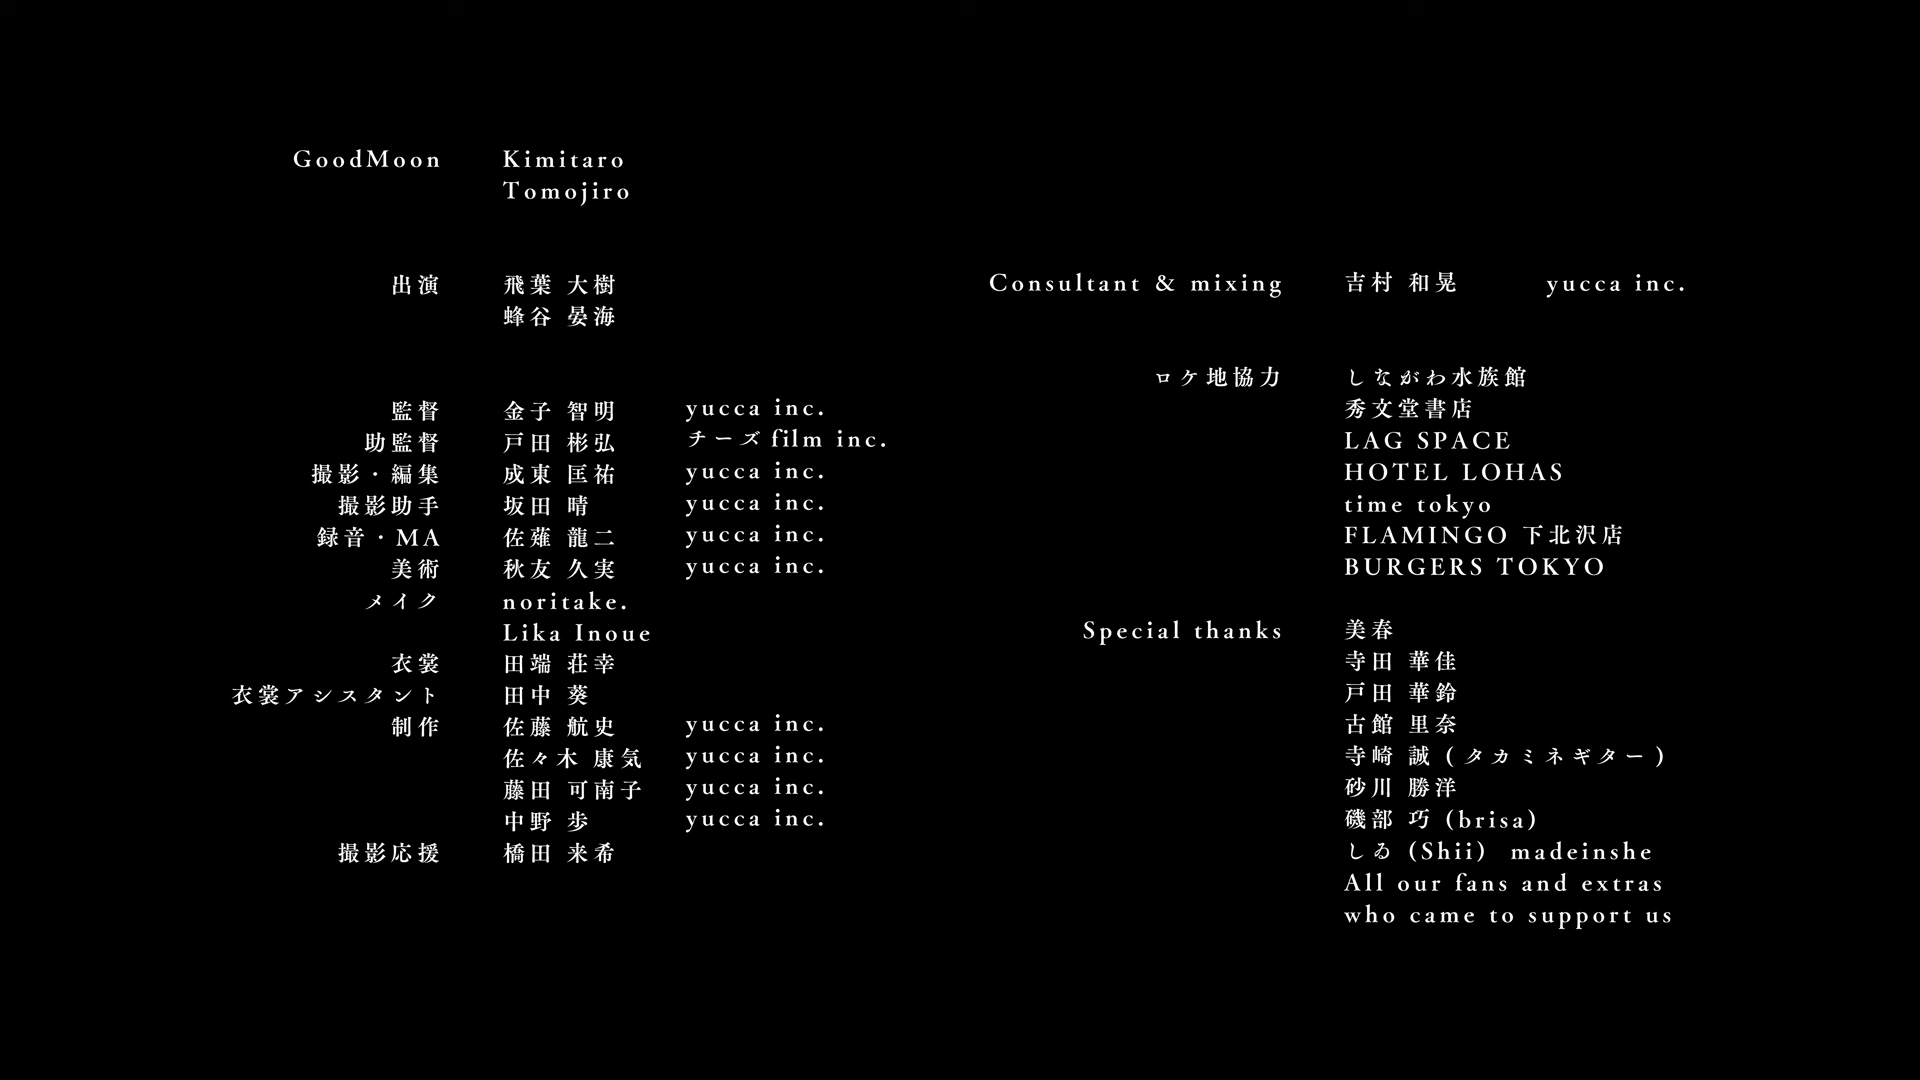 GoodMoon Kimitaro
Tomojiro
出演 飛葉 大樹
蜂谷 晏海
監督 金子 智明 yucca inc.
助監督 戸田 彬弘 チーズfilm inc.
撮影・編集 成東 匡祐 yucca inc.
撮影助手 坂田 晴 yucca inc.
録音・MA 佐薙 龍二 yucca inc.
美術 秋友 久実 yucca inc.
メイク noritake.
Lika Inoue
衣裳 田端 荘幸
衣裳アシスタント 田中 葵
制作 佐藤 航史 yucca inc.
佐々木 康気 yucca inc.
藤田 可南子 yucca inc.
中野 歩 yucca inc.
撮影応援 橋田 来希
Consultant & mixing 吉村 和晃 yucca inc.
ロケ地協力 しながわ水族館
秀文堂書店
LAG SPACE
HOTEL LOHAS
time tokyo
FLAMINGO 下北沢店
BURGERS TOKYO
Special thanks 美春
寺田 華佳
戸田 華鈴
古館 里奈
寺崎 誠 (タカミネギター)
砂川 勝洋
磯部 巧 (brisa)
しゐ (Shii) madeinshe
All our fans and extras
who came to support us